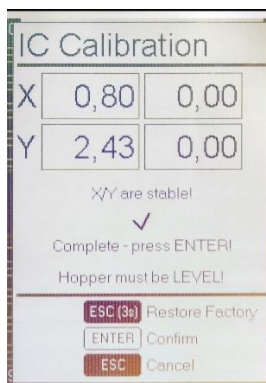 IC Calibration
X 0,80 0,00
Y 2,43 0,00
X/Y are stable!
Complete - press ENTER!
Hopper must be LEVEL!
ESC (3s) Restore Factory
ENTER Confirm
ESC Cancel